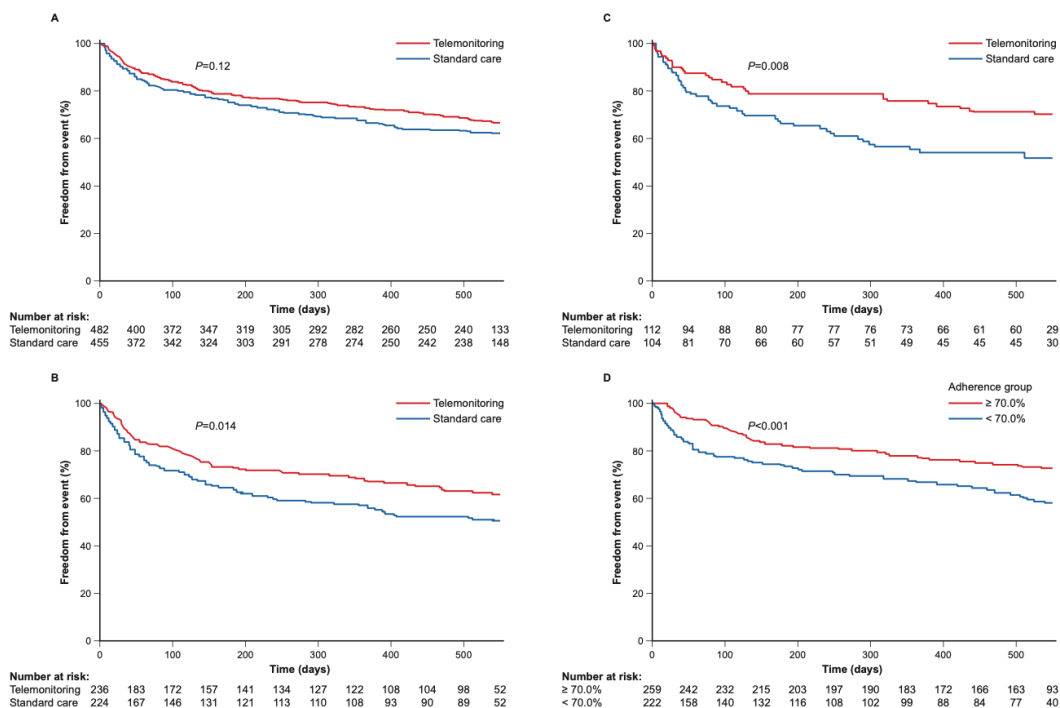 A
100
80
60
40
20
0
Freedom from event (%)
P=0.12
Telemonitoring
Standard care
0 100 200 300 400 500
Time (days)
Number at risk:
Telemonitoring 482 400 372 347 319 305 292 282 260 250 240 133
Standard care 455 372 342 324 303 291 278 274 250 242 238 148
C
100
80
60
40
20
0
Freedom from event (%)
P=0.008
Telemonitoring
Standard care
0 100 200 300 400 500
Time (days)
Number at risk:
Telemonitoring 112 94 88 80 77 77 76 73 66 61 60 29
Standard care 104 81 70 66 60 57 51 49 45 45 45 30
B
100
80
60
40
20
0
Freedom from event (%)
P=0.014
Telemonitoring
Standard care
0 100 200 300 400 500
Time (days)
Number at risk:
Telemonitoring 236 183 172 157 141 134 127 122 108 104 98 52
Standard care 224 167 146 131 121 113 110 108 93 90 89 52
D
100
80
60
40
20
0
Freedom from event (%)
P<0.001
Adherence group
≥ 70.0%
< 70.0%
0 100 200 300 400 500
Time (days)
Number at risk:
≥ 70.0% 259 242 232 215 203 197 190 183 172 166 163 93
< 70.0% 222 158 140 132 116 108 102 99 88 84 77 40